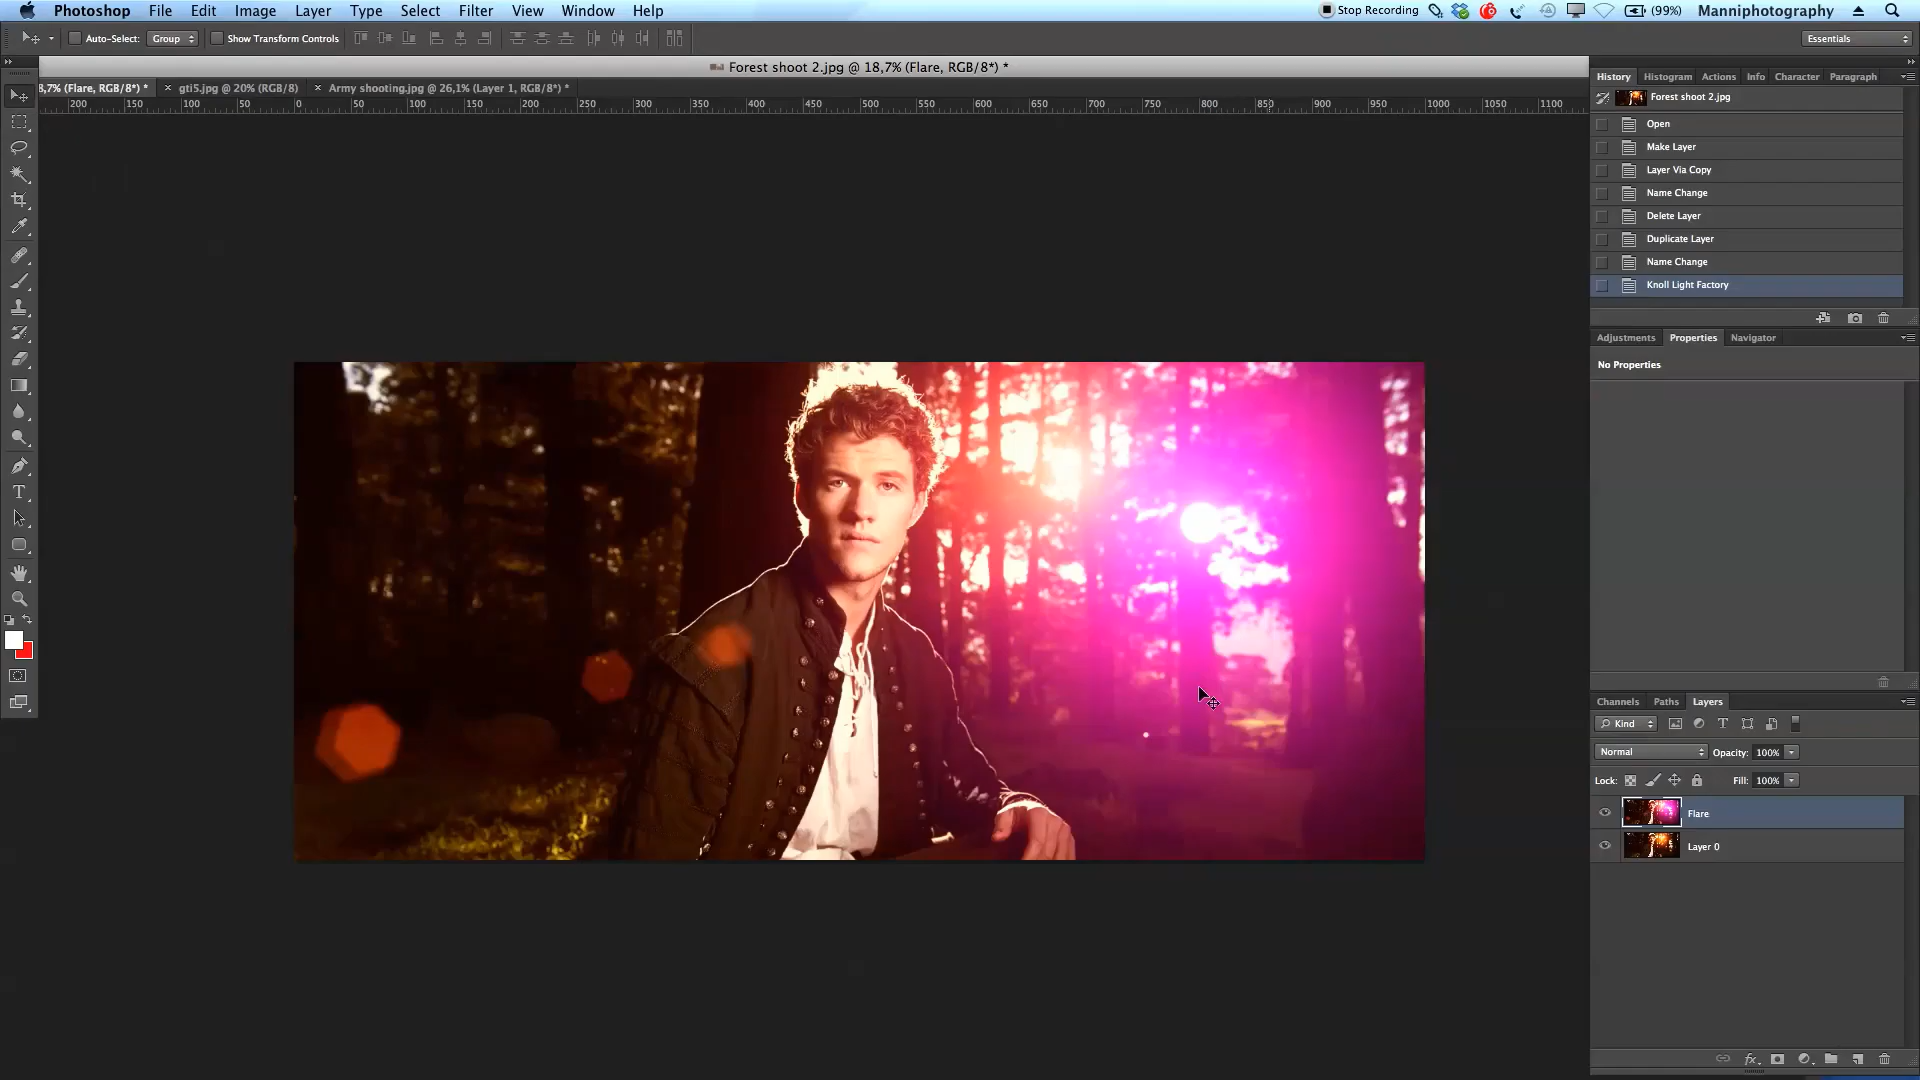 Photoshop File Edit Image Layer Type Select Filter View Window Help Stop Recording (99%) Manniphotography
Auto-Select: Group Show Transform Controls Essentials
Forest shoot 2.jpg @ 18,7% (Flare, RGB/8*) *
8,7% (Flare, RGB/8*) * gti5.jpg @ 20% (RGB/8) Army shooting.jpg @ 26,1% (Layer 1, RGB/8*) *
200 150 100 50 0 50 100 150 200 250 300 350 400 450 500 550 600 650 700 750 800 850 900 950 1000 1050 1100
History Histogram Actions Info Character Paragraph
Forest shoot 2.jpg
Open
Make Layer
Layer Via Copy
Name Change
Delete Layer
Duplicate Layer
Name Change
Knoll Light Factory
Adjustments Properties Navigator
No Properties
Channels Paths Layers
Kind
Normal Opacity: 100%
Lock: Fill: 100%
Flare
Layer 0